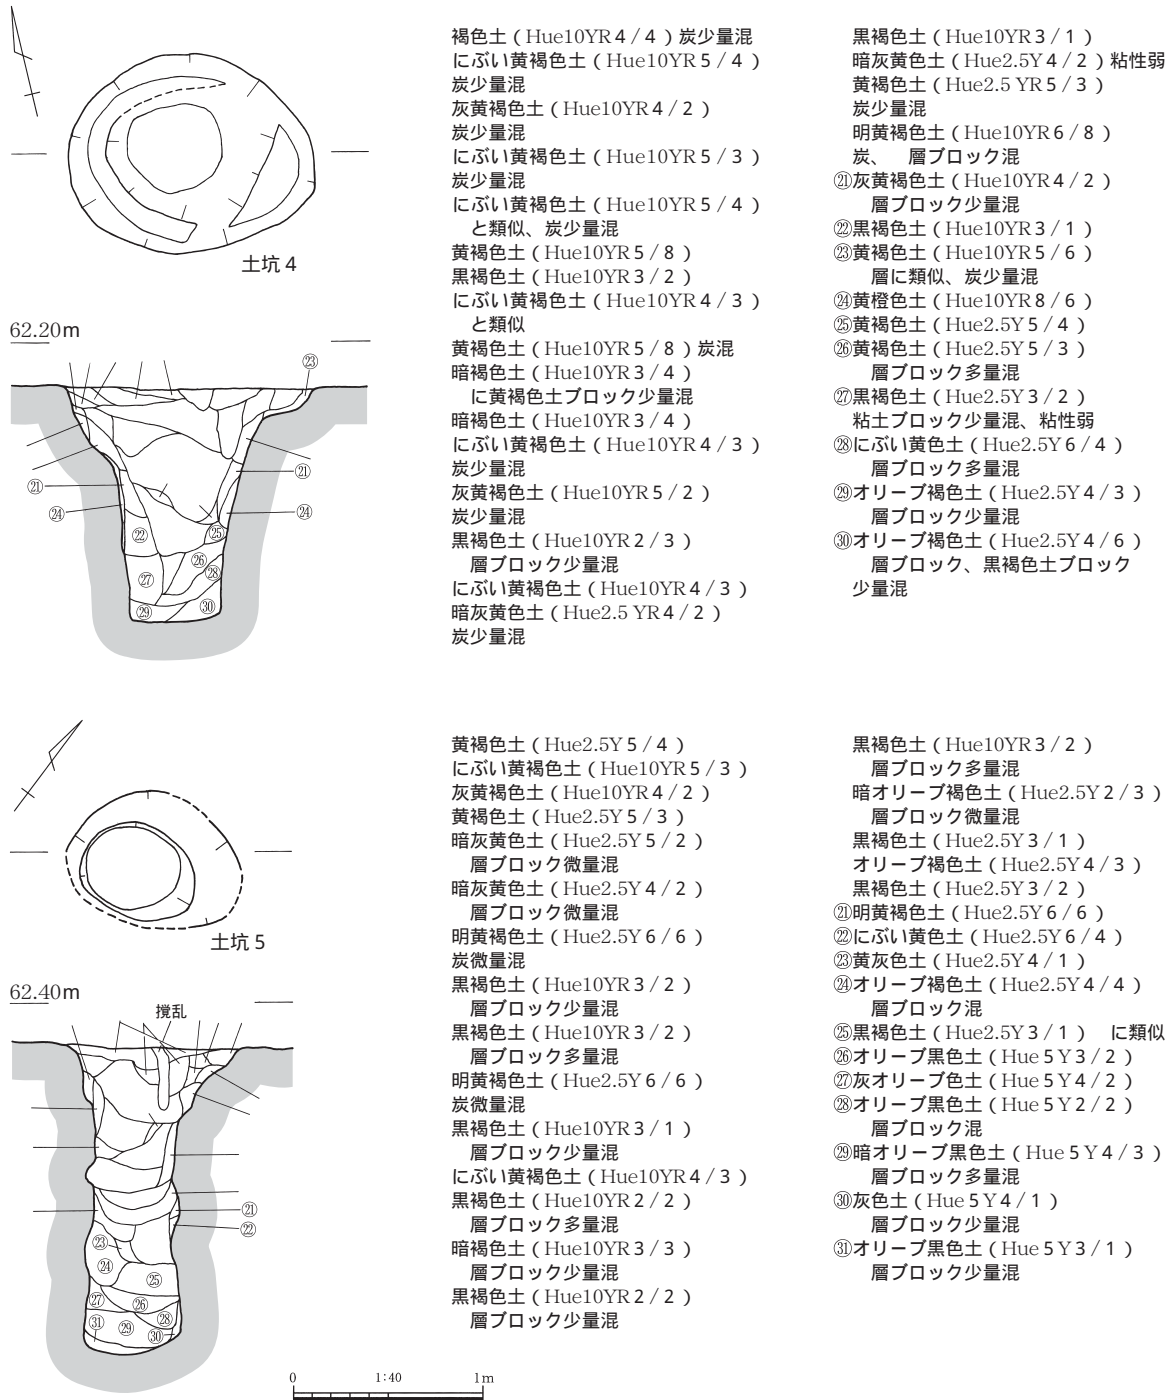 土坑４
62.20m
㉓
㉑
㉔
㉒
㉗
㉙
㉕
㉖
㉘
㉚
㉑
㉔
褐色土（Hue10YR４／４）炭少量混
にぶい黄褐色土（Hue10YR５／４）
炭少量混
灰黄褐色土（Hue10YR４／２）
炭少量混
にぶい黄褐色土（Hue10YR５／３）
炭少量混
にぶい黄褐色土（Hue10YR５／４）
と類似、炭少量混
黄褐色土（Hue10YR５／８）
黒褐色土（Hue10YR３／２）
にぶい黄褐色土（Hue10YR４／３）
と類似
黄褐色土（Hue10YR５／８）炭混
暗褐色土（Hue10YR３／４）
に黄褐色土ブロック少量混
暗褐色土（Hue10YR３／４）
にぶい黄褐色土（Hue10YR４／３）
炭少量混
灰黄褐色土（Hue10YR５／２）
炭少量混
黒褐色土（Hue10YR２／３）
層ブロック少量混
にぶい黄褐色土（Hue10YR４／３）
暗灰黄色土（Hue2.5 YR４／２）
炭少量混
黒褐色土（Hue10YR３／１）
暗灰黄色土（Hue2.5Y４／２）粘性弱
黄褐色土（Hue2.5 YR５／３）
炭少量混
明黄褐色土（Hue10YR６／８）
炭、　層ブロック混
㉑灰黄褐色土（Hue10YR４／２）
層ブロック少量混
㉒黒褐色土（Hue10YR３／１）
㉓黄褐色土（Hue10YR５／６）
層に類似、炭少量混
㉔黄橙色土（Hue10YR８／６）
㉕黄褐色土（Hue2.5Y５／４）
㉖黄褐色土（Hue2.5Y５／３）
層ブロック多量混
㉗黒褐色土（Hue2.5Y３／２）
粘土ブロック少量混、粘性弱
㉘にぶい黄色土（Hue2.5Y６／４）
層ブロック多量混
㉙オリーブ褐色土（Hue2.5Y４／３）
層ブロック少量混
㉚オリーブ褐色土（Hue2.5Y４／６）
層ブロック、黒褐色土ブロック
少量混
土坑５
62.40m
撹乱
㉑
㉒
㉓
㉔
㉕
㉗
㉖
㉘
㉛
㉙
㉚
黄褐色土（Hue2.5Y５／４）
にぶい黄褐色土（Hue10YR５／３）
灰黄褐色土（Hue10YR４／２）
黄褐色土（Hue2.5Y５／３）
暗灰黄色土（Hue2.5Y５／２）
層ブロック微量混
暗灰黄色土（Hue2.5Y４／２）
層ブロック微量混
明黄褐色土（Hue2.5Y６／６）
炭微量混
黒褐色土（Hue10YR３／２）
層ブロック少量混
黒褐色土（Hue10YR３／２）
層ブロック多量混
明黄褐色土（Hue2.5Y６／６）
炭微量混
黒褐色土（Hue10YR３／１）
層ブロック少量混
にぶい黄褐色土（Hue10YR４／３）
黒褐色土（Hue10YR２／２）
層ブロック多量混
暗褐色土（Hue10YR３／３）
層ブロック少量混
黒褐色土（Hue10YR２／２）
層ブロック少量混
黒褐色土（Hue10YR３／２）
層ブロック多量混
暗オリーブ褐色土（Hue2.5Y２／３）
層ブロック微量混
黒褐色土（Hue2.5Y３／１）
オリーブ褐色土（Hue2.5Y４／３）
黒褐色土（Hue2.5Y３／２）
㉑明黄褐色土（Hue2.5Y６／６）
㉒にぶい黄色土（Hue2.5Y６／４）
㉓黄灰色土（Hue2.5Y４／１）
㉔オリーブ褐色土（Hue2.5Y４／４）
層ブロック混
㉕黒褐色土（Hue2.5Y３／１）　に類似
㉖オリーブ黒色土（Hue５Y３／２）
㉗灰オリーブ色土（Hue５Y４／２）
㉘オリーブ黒色土（Hue５Y２／２）
層ブロック混
㉙暗オリーブ黒色土（Hue５Y４／３）
層ブロック多量混
㉚灰色土（Hue５Y４／１）
層ブロック少量混
㉛オリーブ黒色土（Hue５Y３／１）
層ブロック少量混
0　1:40　1m